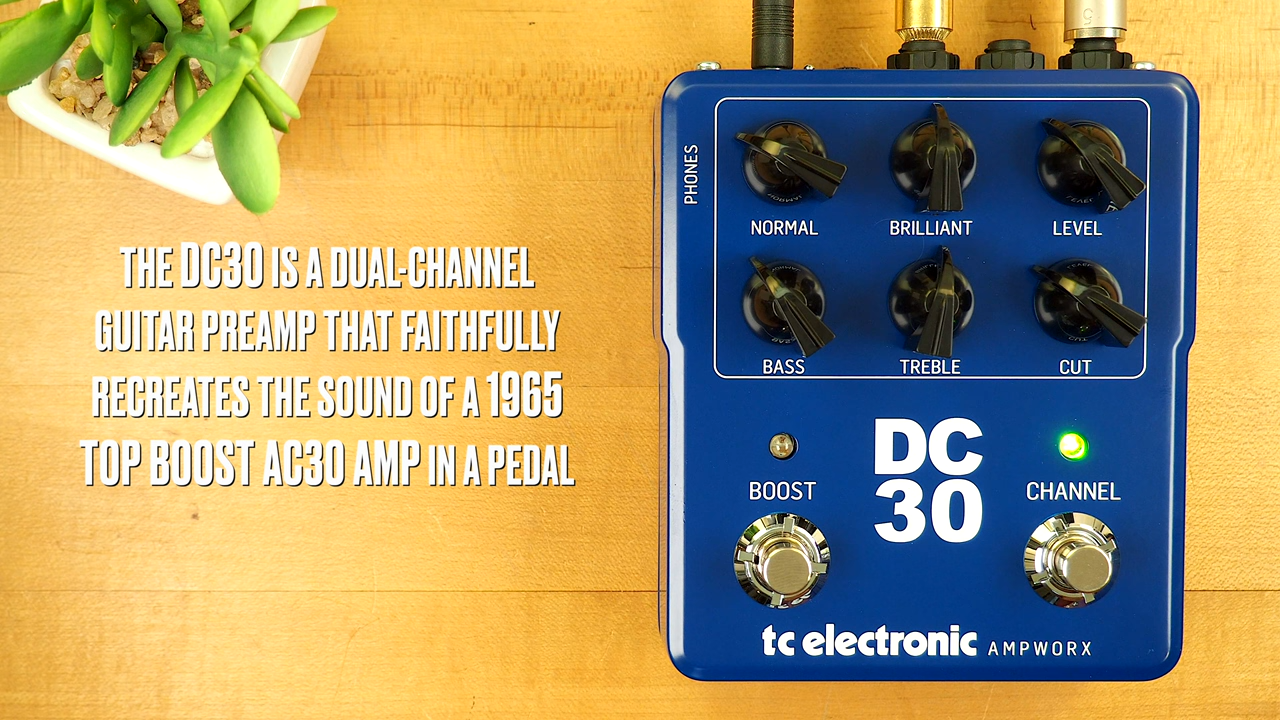 THE DC30 IS A DUAL-CHANNEL
GUITAR PREAMP THAT FAITHFULLY
RECREATES THE SOUND OF A 1965
TOP BOOST AC30 AMP IN A PEDAL
PHONES
NORMAL BRILLIANT LEVEL
BASS TREBLE CUT
DC
30
BOOST CHANNEL
tc electronic AMPWORX